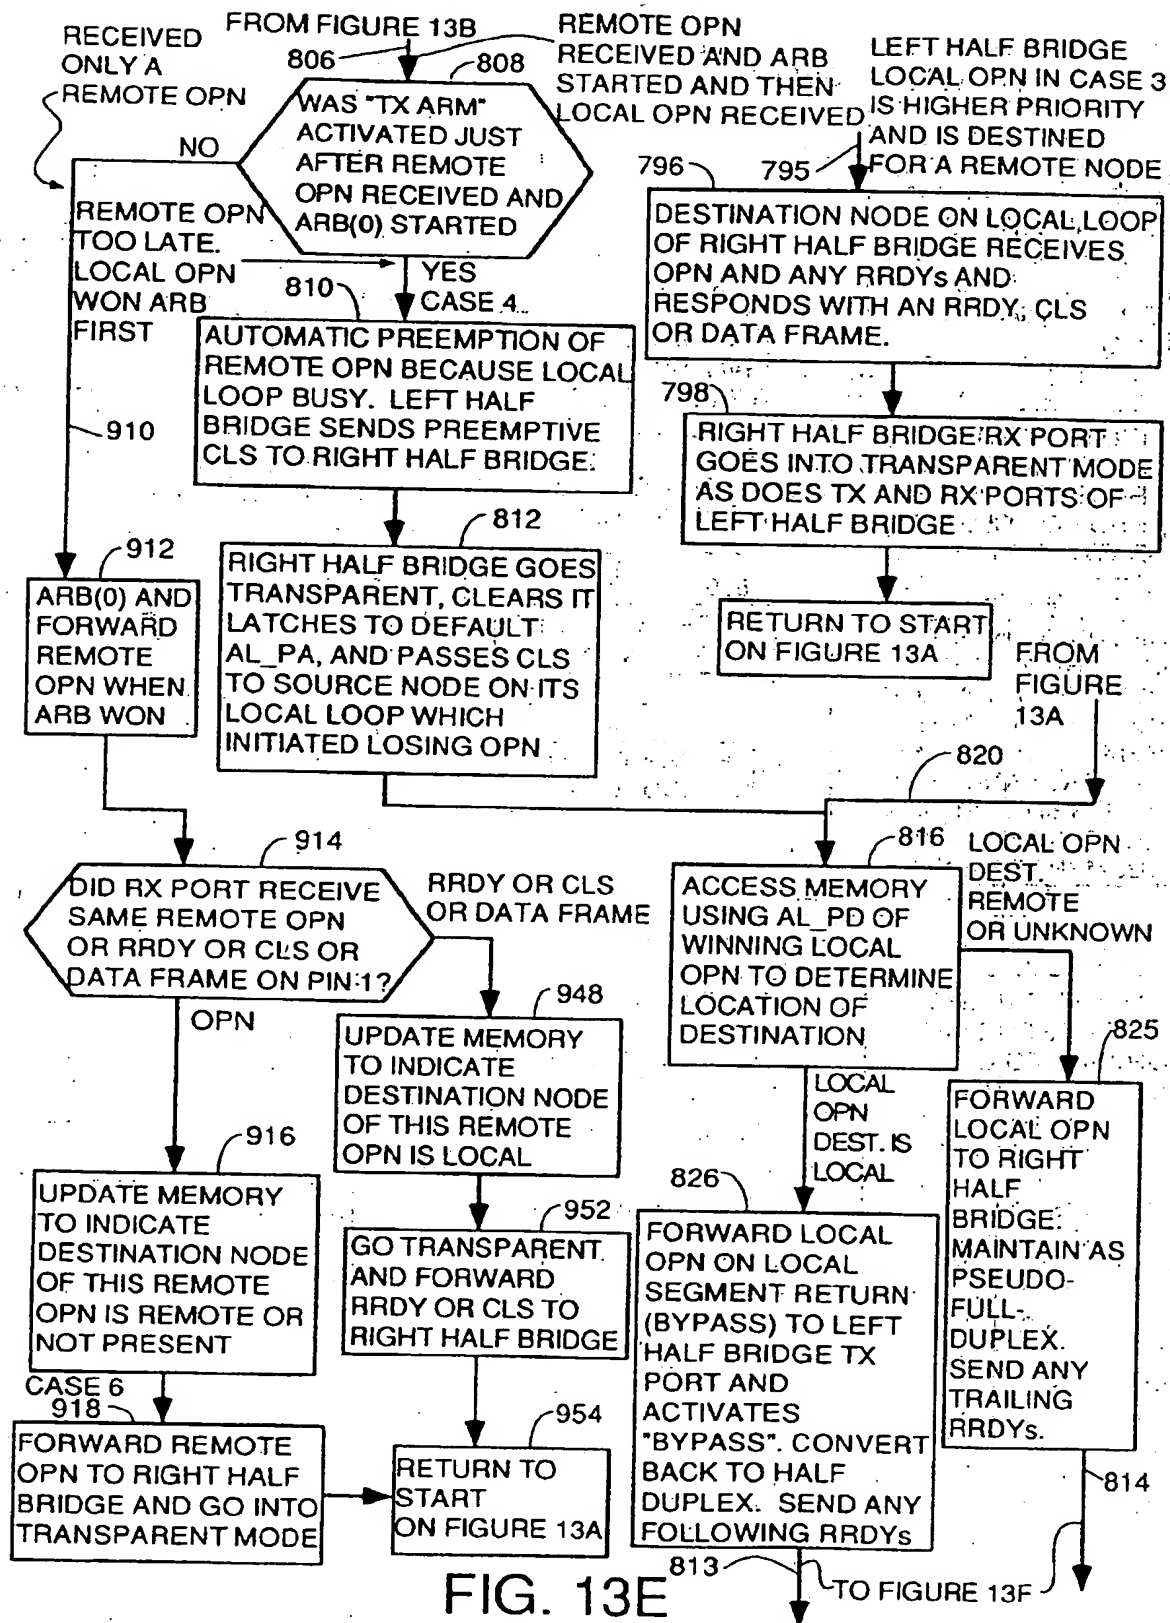 RECEIVED
ONLY A
REMOTE OPN
FROM FIGURE 13B
806
808
REMOTE OPN
RECEIVED AND ARB
STARTED AND THEN
LOCAL OPN RECEIVED
WAS "TX ARM"
ACTIVATED JUST
AFTER REMOTE
OPN RECEIVED AND
ARB(0) STARTED
NO
REMOTE OPN
TOO LATE.
LOCAL OPN
WON ARB
FIRST
YES
CASE 4
810
AUTOMATIC PREEMPTION OF
REMOTE OPN BECAUSE LOCAL
LOOP BUSY. LEFT HALF
BRIDGE SENDS PREEMPTIVE
CLS TO RIGHT HALF BRIDGE.
910
812
RIGHT HALF BRIDGE GOES
TRANSPARENT, CLEARS IT
LATCHES TO DEFAULT
AL_PA, AND PASSES CLS
TO SOURCE NODE ON ITS
LOCAL LOOP WHICH
INITIATED LOSING OPN
912
ARB(0) AND
FORWARD
REMOTE
OPN WHEN
ARB WON
LEFT HALF BRIDGE
LOCAL OPN IN CASE 3
IS HIGHER PRIORITY
AND IS DESTINED
FOR A REMOTE NODE
795
796
DESTINATION NODE ON LOCAL LOOP
OF RIGHT HALF BRIDGE RECEIVES
OPN AND ANY RRDYs AND
RESPONDS WITH AN RRDY, CLS
OR DATA FRAME.
798
RIGHT HALF BRIDGE RX PORT
GOES INTO TRANSPARENT MODE
AS DOES TX AND RX PORTS OF
LEFT HALF BRIDGE
RETURN TO START
ON FIGURE 13A
FROM
FIGURE
13A
820
914
DID RX PORT RECEIVE
SAME REMOTE OPN
OR RRDY OR CLS OR
DATA FRAME ON PIN 1?
RRDY OR CLS
OR DATA FRAME
OPN
948
UPDATE MEMORY
TO INDICATE
DESTINATION NODE
OF THIS REMOTE
OPN IS LOCAL
916
UPDATE MEMORY
TO INDICATE
DESTINATION NODE
OF THIS REMOTE
OPN IS REMOTE OR
NOT PRESENT
952
GO TRANSPARENT
AND FORWARD
RRDY OR CLS TO
RIGHT HALF BRIDGE
CASE 6
918
FORWARD REMOTE
OPN TO RIGHT HALF
BRIDGE AND GO INTO
TRANSPARENT MODE
954
RETURN TO
START
ON FIGURE 13A
816
ACCESS MEMORY
USING AL_PD OF
WINNING LOCAL
OPN TO DETERMINE
LOCATION OF
DESTINATION
LOCAL OPN
DEST.
REMOTE
OR UNKNOWN
LOCAL
OPN
DEST. IS
LOCAL
825
FORWARD
LOCAL OPN
TO RIGHT
HALF
BRIDGE.
MAINTAIN AS
PSEUDO-
FULL-
DUPLEX.
SEND ANY
TRAILING
RRDYs.
826
FORWARD LOCAL
OPN ON LOCAL
SEGMENT RETURN
(BYPASS) TO LEFT
HALF BRIDGE TX
PORT AND
ACTIVATES
"BYPASS". CONVERT
BACK TO HALF
DUPLEX. SEND ANY
FOLLOWING RRDYs
814
813
TO FIGURE 13F
FIG. 13E